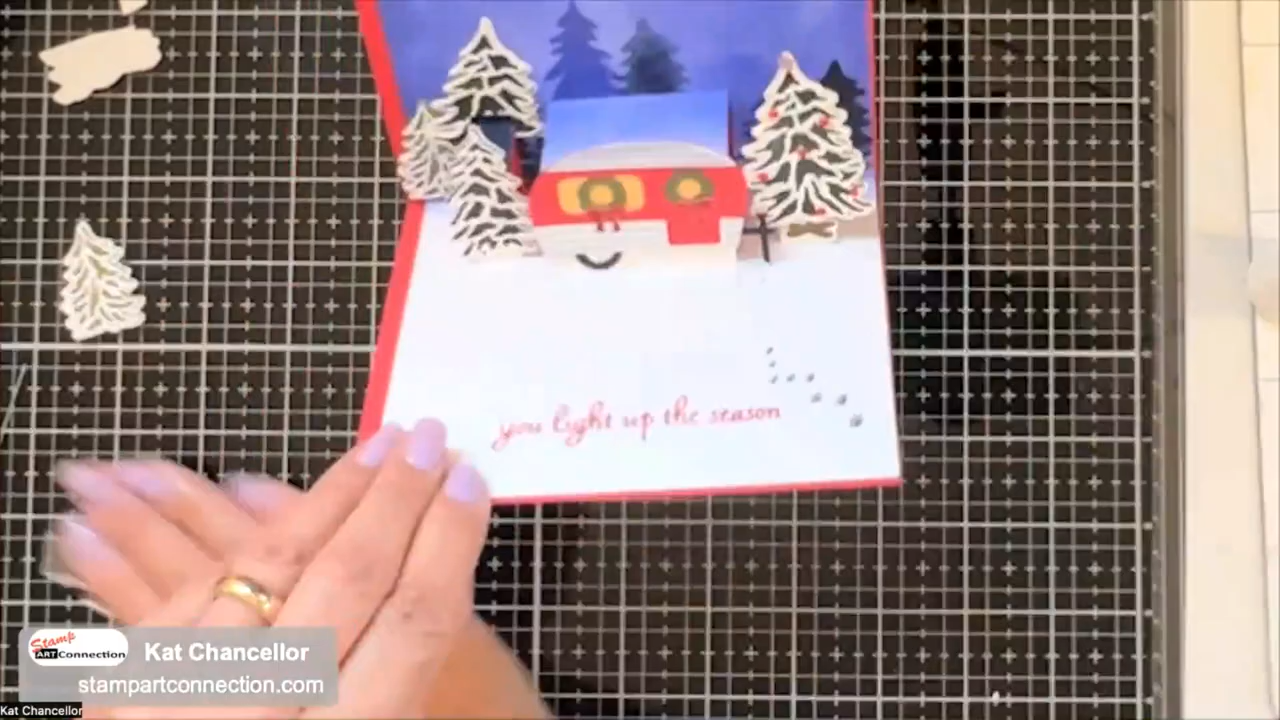 you light up the season
Stamp
ART Connection
Kat Chancellor
stampartconnection.com
Kat Chancellor